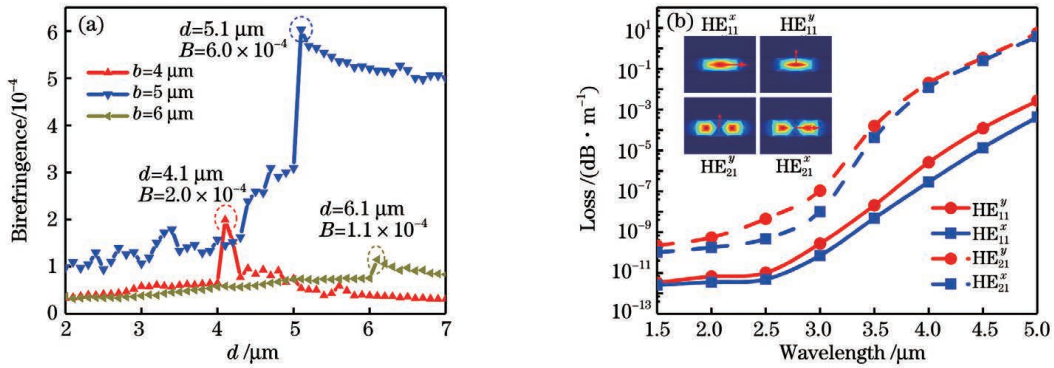 (a)
d=5.1 μm
B=6.0×10⁻⁴
b=4 μm
b=5 μm
b=6 μm
d=4.1 μm
B=2.0×10⁻⁴
d=6.1 μm
B=1.1×10⁻⁴
Birefringence/10⁻⁴
6
5
4
3
2
1
0
2 3 4 5 6 7
d /μm
(b)
HE₁₁ˣ HE₁₁ʸ
HE₂₁ʸ HE₂₁ˣ
HE₁₁ʸ
HE₁₁ˣ
HE₂₁ʸ
HE₂₁ˣ
Loss /(dB · m⁻¹)
10¹
10⁻¹
10⁻³
10⁻⁵
10⁻⁷
10⁻⁹
10⁻¹¹
10⁻¹³
1.5 2.0 2.5 3.0 3.5 4.0 4.5 5.0
Wavelength /μm